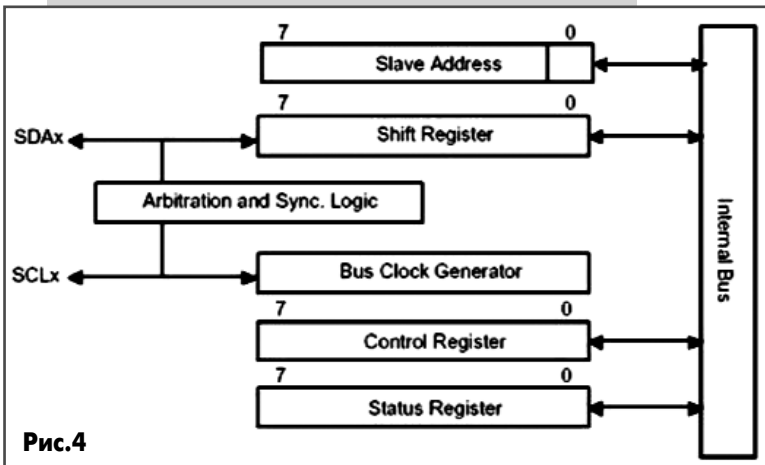 7 0
Slave Address
7 0
SDAx Shift Register
Arbitration and Sync. Logic
SCLx Bus Clock Generator
7 0
Control Register
7 0
Status Register
Internal Bus
Рис.4